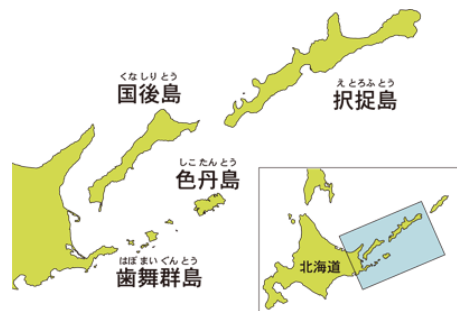 くなしりとう
国後島
えとろふとう
択捉島
しこたんとう
色丹島
はぼまいぐんとう
歯舞群島
北海道